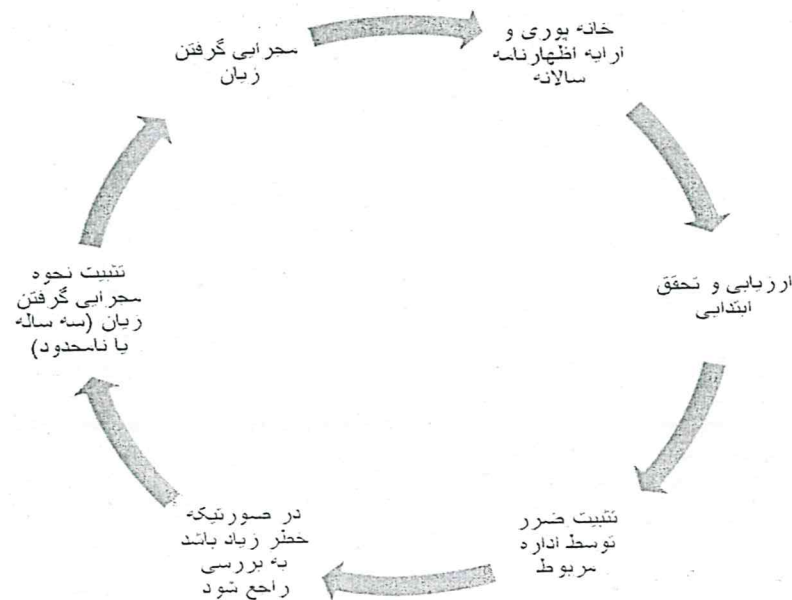 خانه پوری و
ارایه اظهارنامه
سالانه
ارزیابی و تحقق
ابتدایی
تثبیت ضرر
توسط اداره
مربوط
در صورتیکه
خطر زیاد باشد
به بررسی
راجع شود
تثبیت نحوه
مجرایی گرفتن
زیان (سه ساله
یا نامحدود)
مجرایی گرفتن
زیان